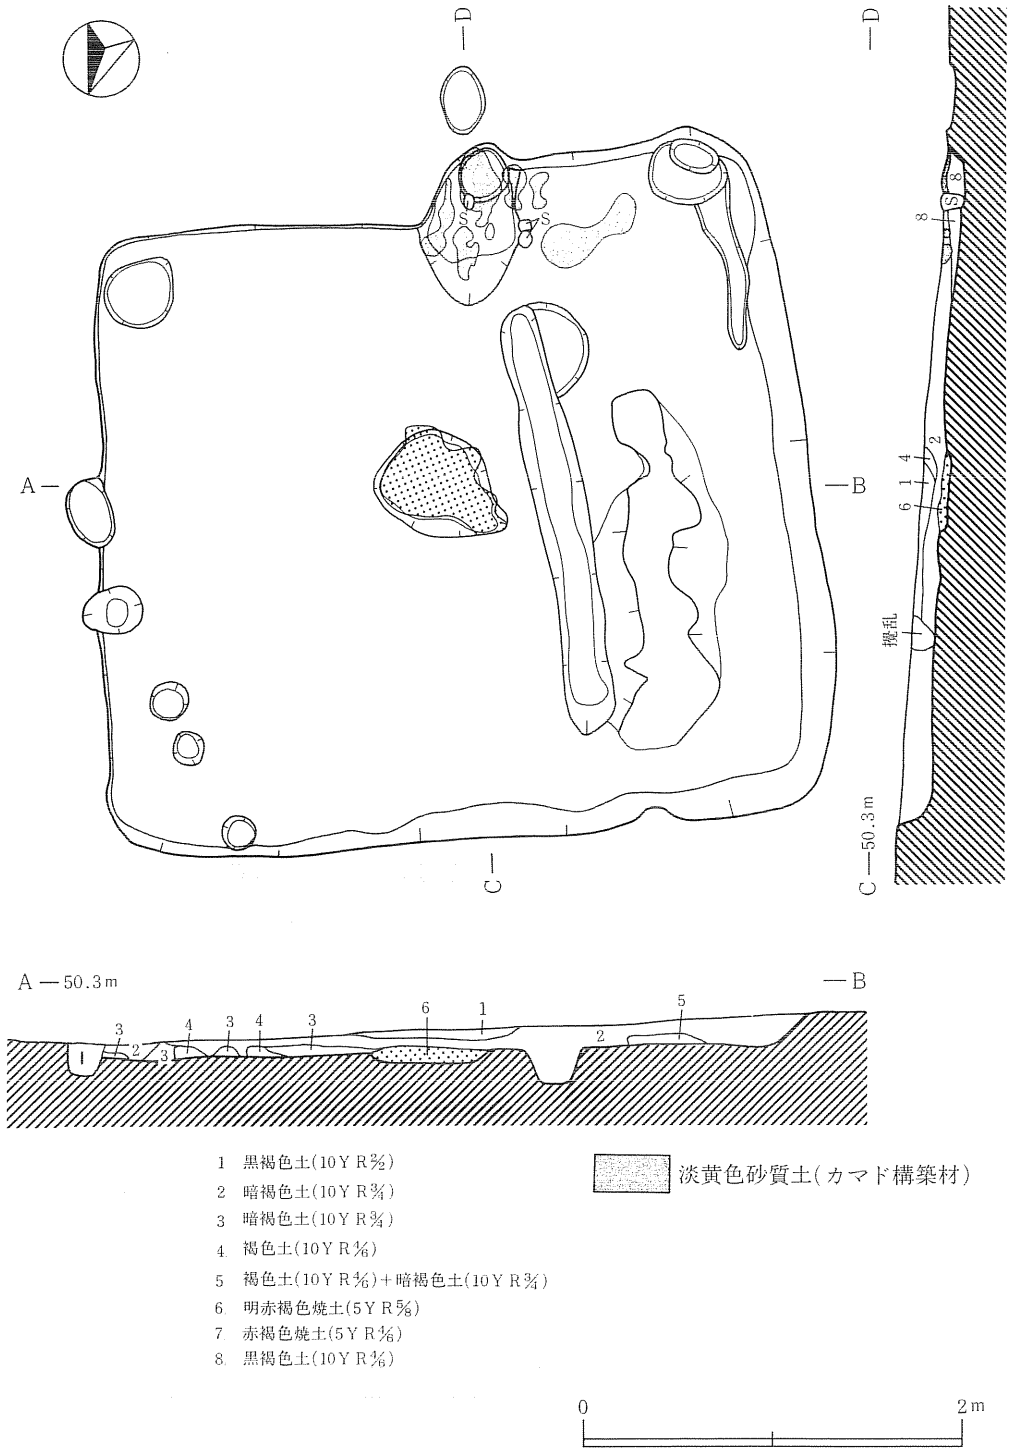 D
D
S
S
8
S
8
A
B
2
4
1
6
攪乱
C
C 50.3m
A 50.3m
B
3
2
3
4
3
4
3
6
1
2
5
1
1 黒褐色土(10YR2/2)
2 暗褐色土(10YR3/4)
3 暗褐色土(10YR3/4)
4. 褐色土(10YR4/6)
5 褐色土(10YR4/6)+暗褐色土(10YR3/4)
6. 明赤褐色焼土(5YR5/8)
7. 赤褐色焼土(5YR4/6)
8. 黒褐色土(10YR4/6)
淡黄色砂質土(カマド構築材)
0 2m